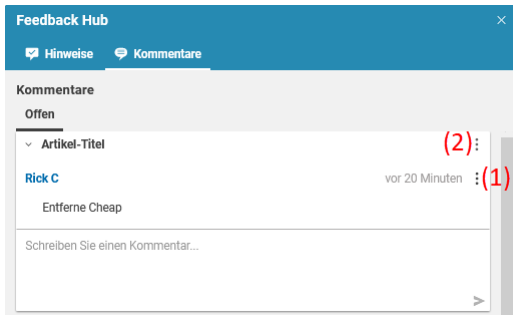 Feedback Hub
Hinweise Kommentare
Kommentare
Offen
Artikel-Titel (2)
Rick C vor 20 Minuten (1)
Entferne Cheap
Schreiben Sie einen Kommentar...